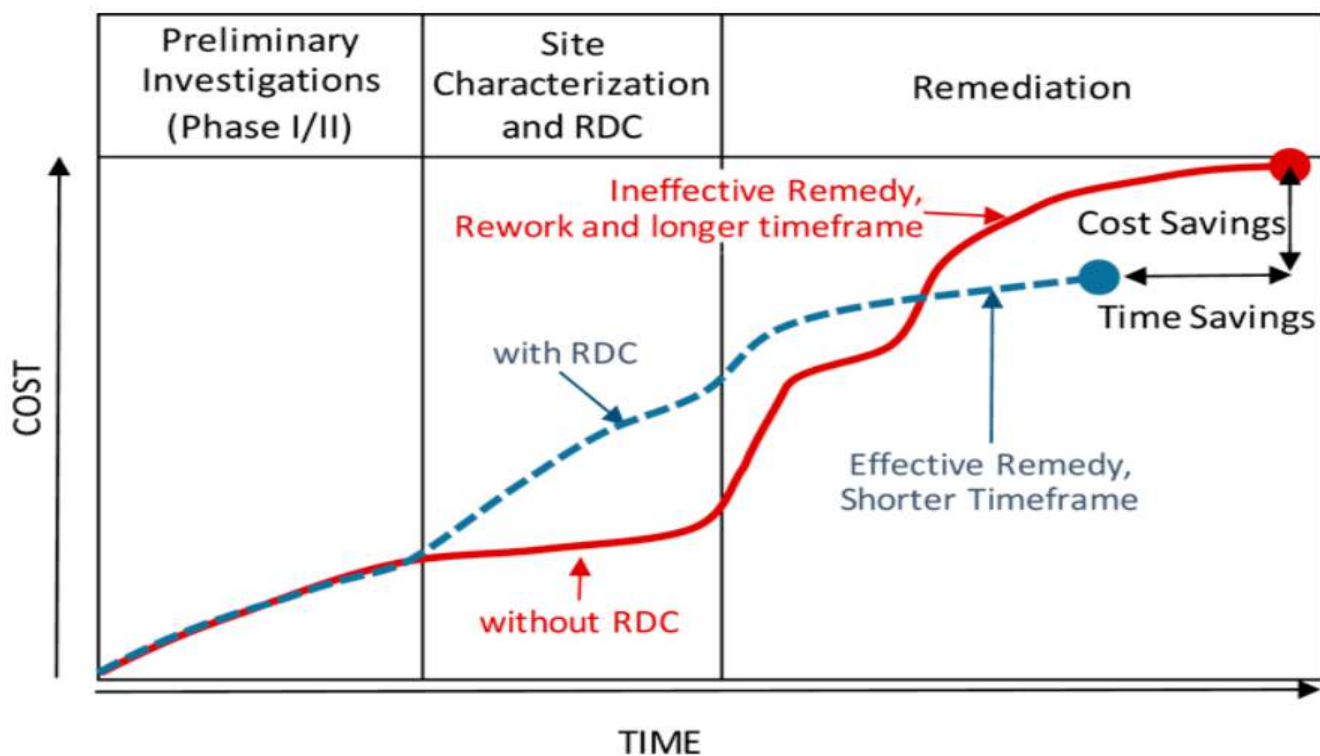 Preliminary
Investigations
(Phase I/II)
Site
Characterization
and RDC
Remediation
Ineffective Remedy,
Rework and longer timeframe
Cost Savings
Time Savings
with RDC
Effective Remedy,
Shorter Timeframe
without RDC
COST
TIME